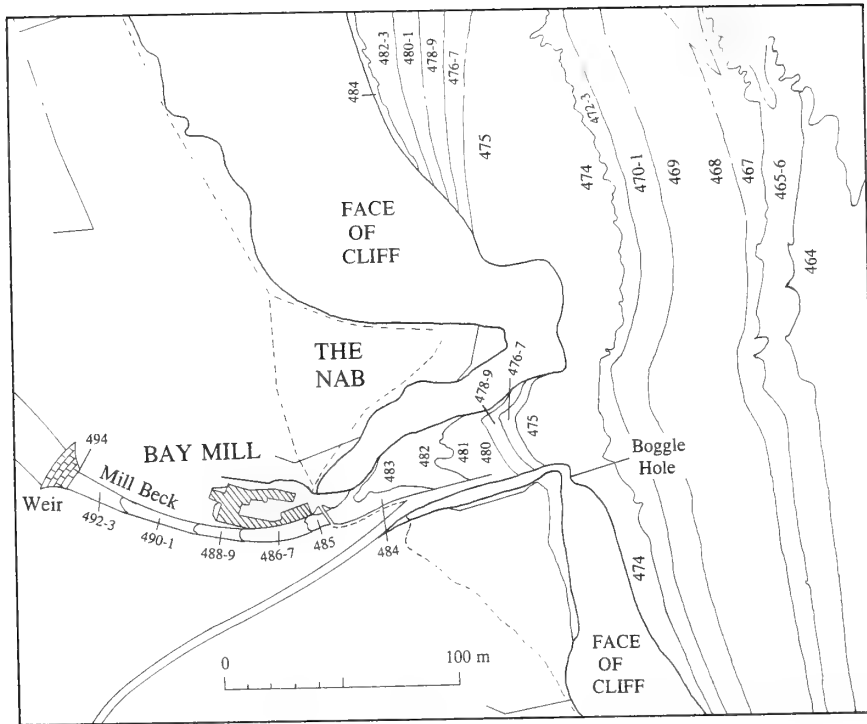 482-3
480-1
478-9
476-7
484
475
472-3
474
470-1
469
468
467
465-6
464
FACE
OF
CLIFF
THE
NAB
476-7
478-9
475
BAY MILL
494
Weir
Mill Beck
483
482
481
480
Boggle
Hole
492-3
490-1
488-9
486-7
485
484
474
0
100 m
FACE
OF
CLIFF